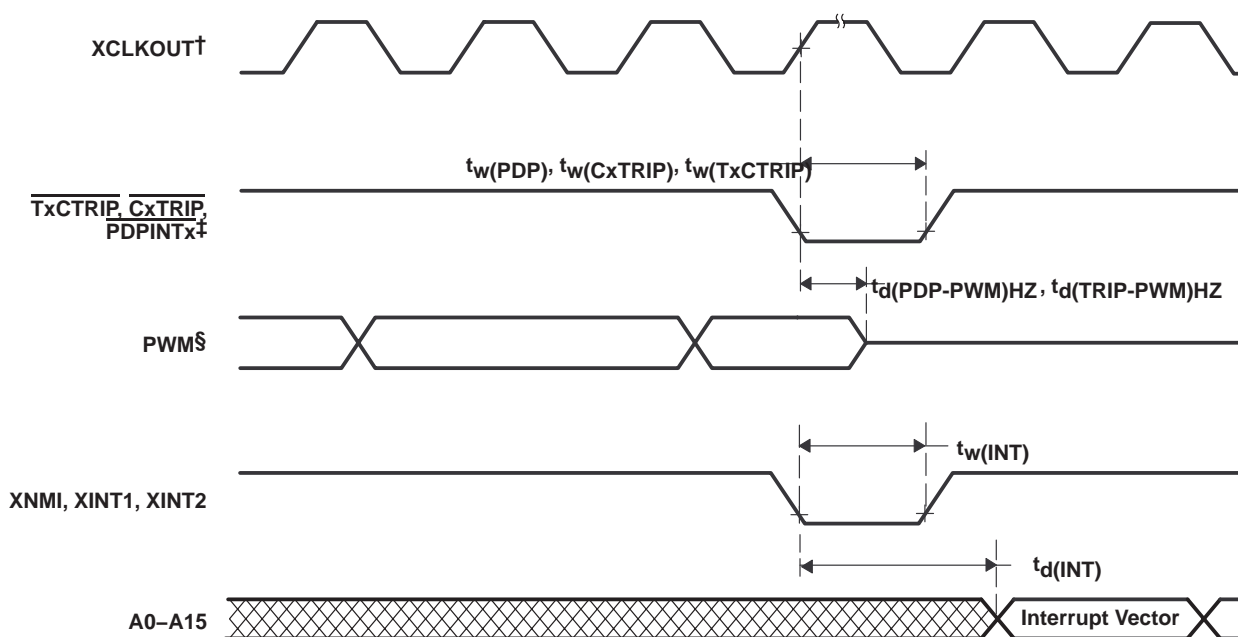 XCLKOUT†
tw(PDP), tw(CxTRIP), tw(TxCTRIP)
TxCTRIP, CxTRIP,
PDPINTx‡
td(PDP-PWM)HZ, td(TRIP-PWM)HZ
PWM§
tw(INT)
XNMI, XINT1, XINT2
td(INT)
A0–A15
Interrupt Vector